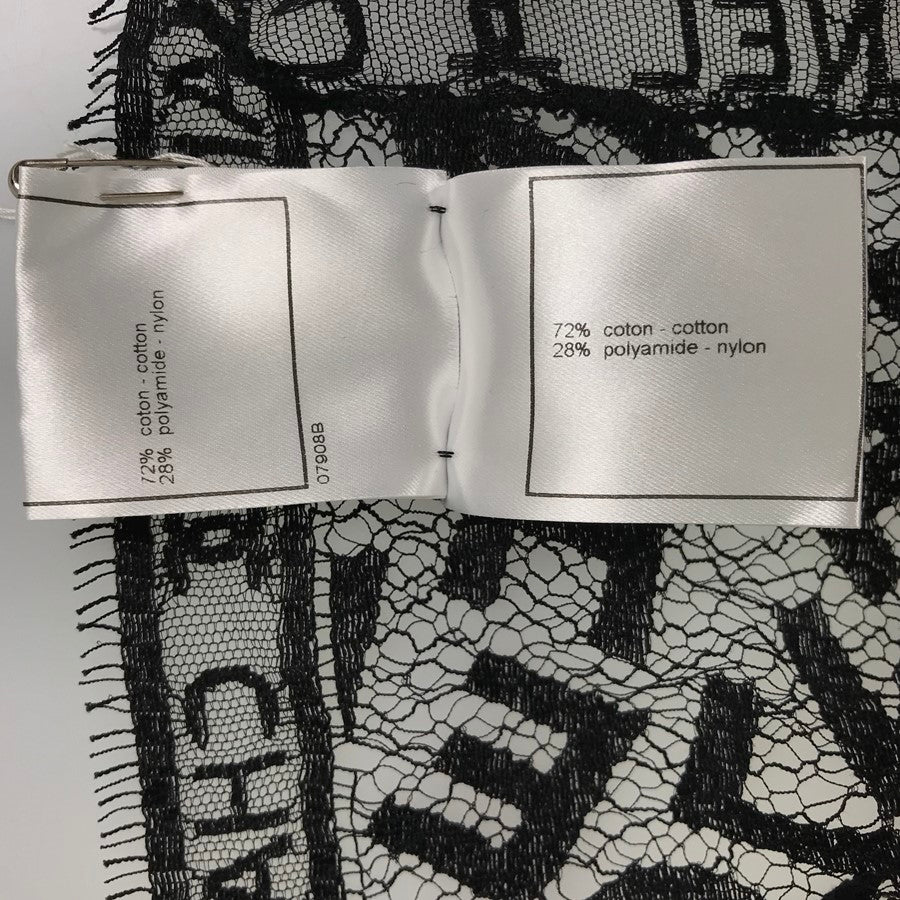 72% coton - cotton
28% polyamide - nylon
07908B
72% coton - cotton
28% polyamide - nylon
CHA